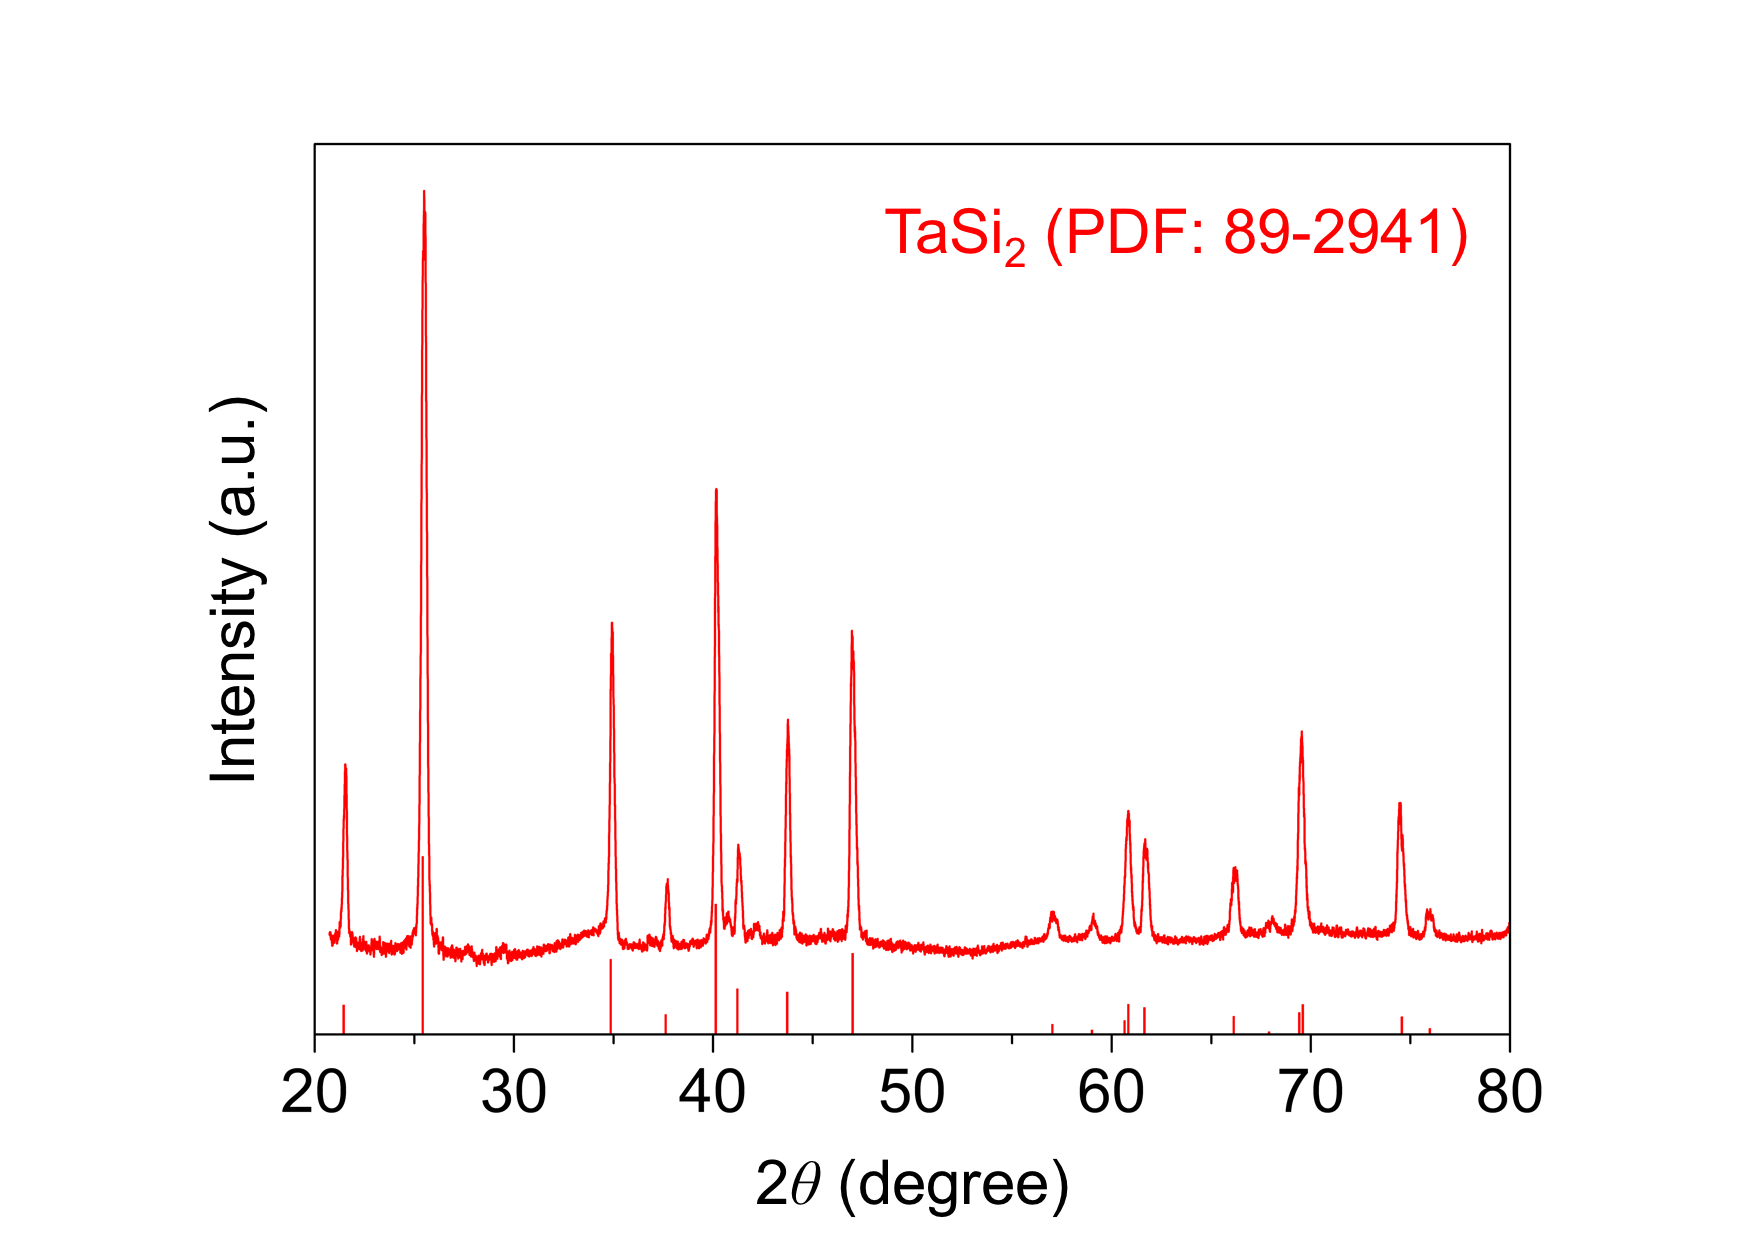 TaSi₂ (PDF: 89-2941)
Intensity (a.u.)
20 30 40 50 60 70 80
2θ (degree)